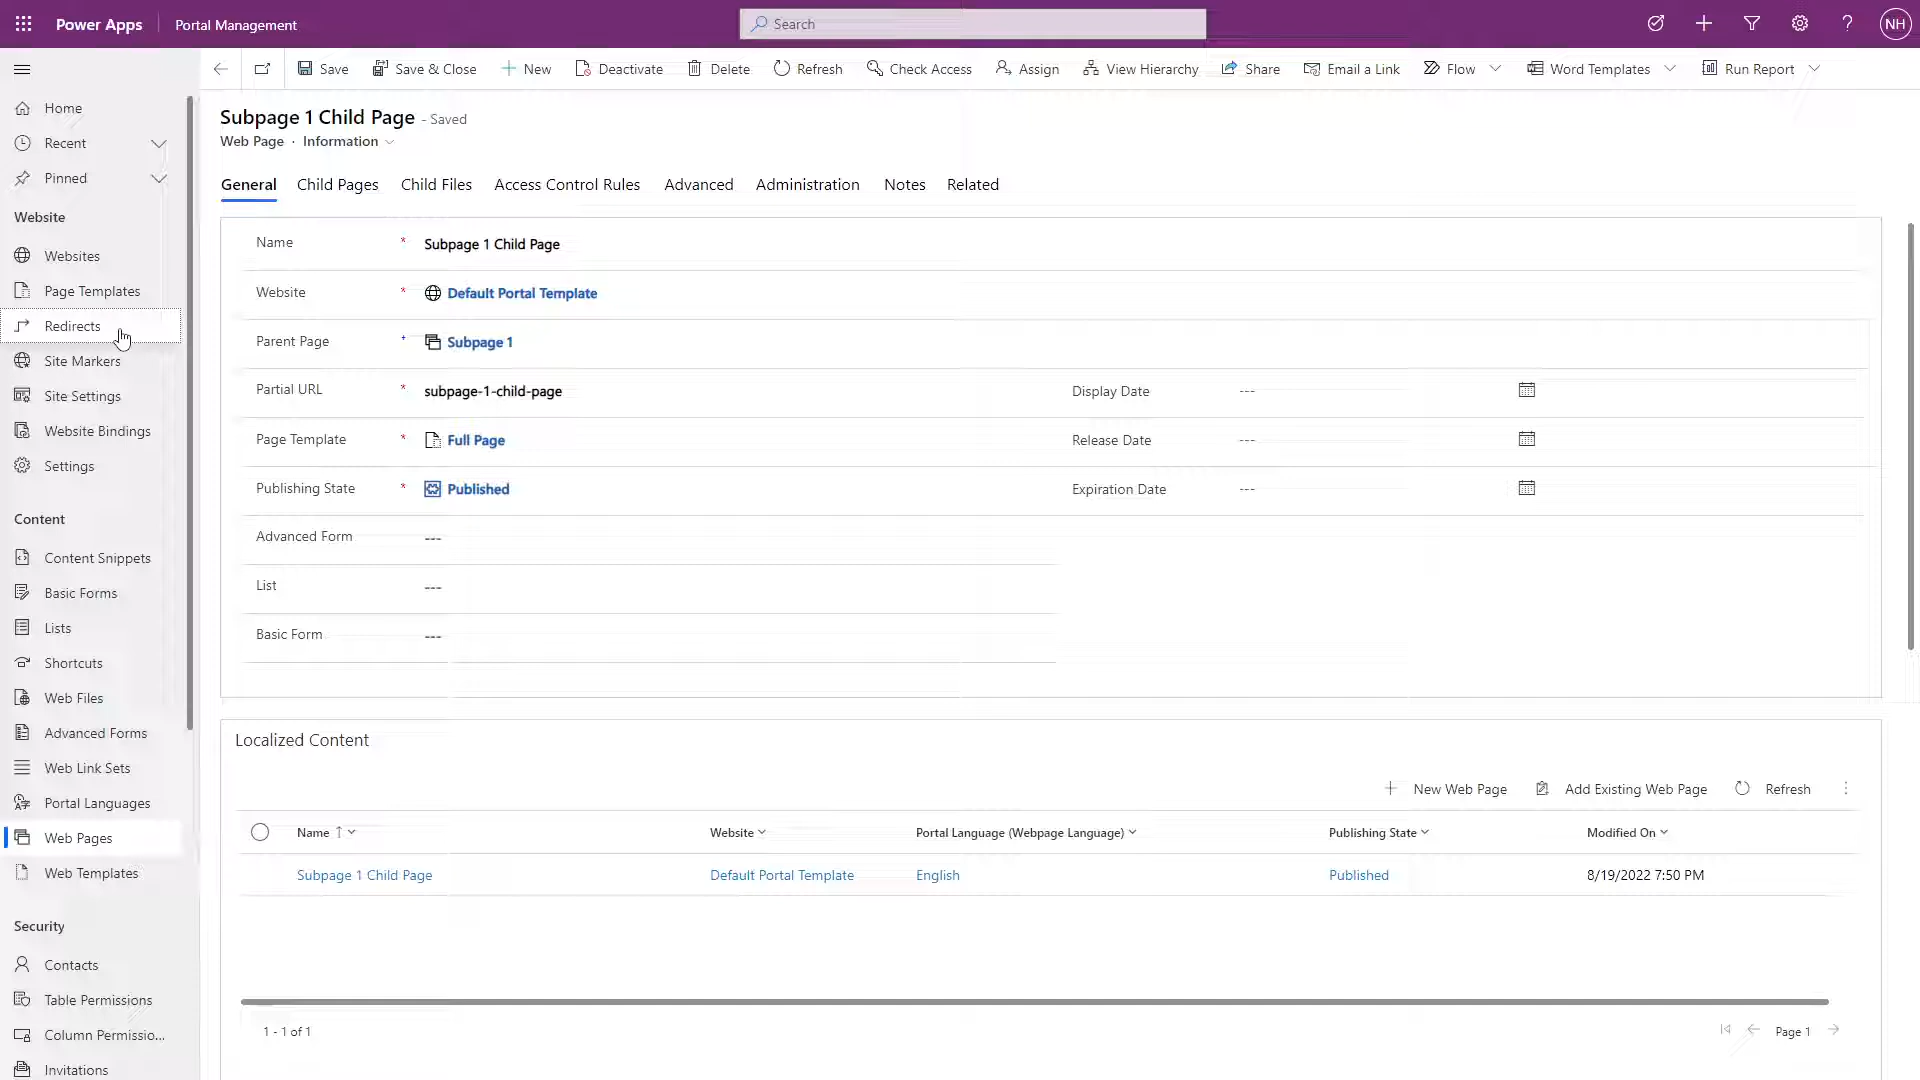 Power Apps
Portal Management
Search
NH
Save
Save & Close
New
Deactivate
Delete
Refresh
Check Access
Assign
View Hierarchy
Share
Email a Link
Flow
Word Templates
Run Report
Home
Recent
Pinned
Website
Websites
Page Templates
Redirects
Site Markers
Site Settings
Website Bindings
Settings
Content
Content Snippets
Basic Forms
Lists
Shortcuts
Web Files
Advanced Forms
Web Link Sets
Portal Languages
Web Pages
Web Templates
Security
Contacts
Table Permissions
Column Permissio...
Invitations
Subpage 1 Child Page - Saved
Web Page · Information
General Child Pages Child Files Access Control Rules Advanced Administration Notes Related
Name * Subpage 1 Child Page
Website * Default Portal Template
Parent Page + Subpage 1
Partial URL * subpage-1-child-page Display Date ---
Page Template * Full Page Release Date ---
Publishing State * Published Expiration Date ---
Advanced Form ---
List ---
Basic Form ---
Localized Content
New Web Page Add Existing Web Page Refresh
Name ↑ Website Portal Language (Webpage Language) Publishing State Modified On
Subpage 1 Child Page Default Portal Template English Published 8/19/2022 7:50 PM
1 - 1 of 1
Page 1